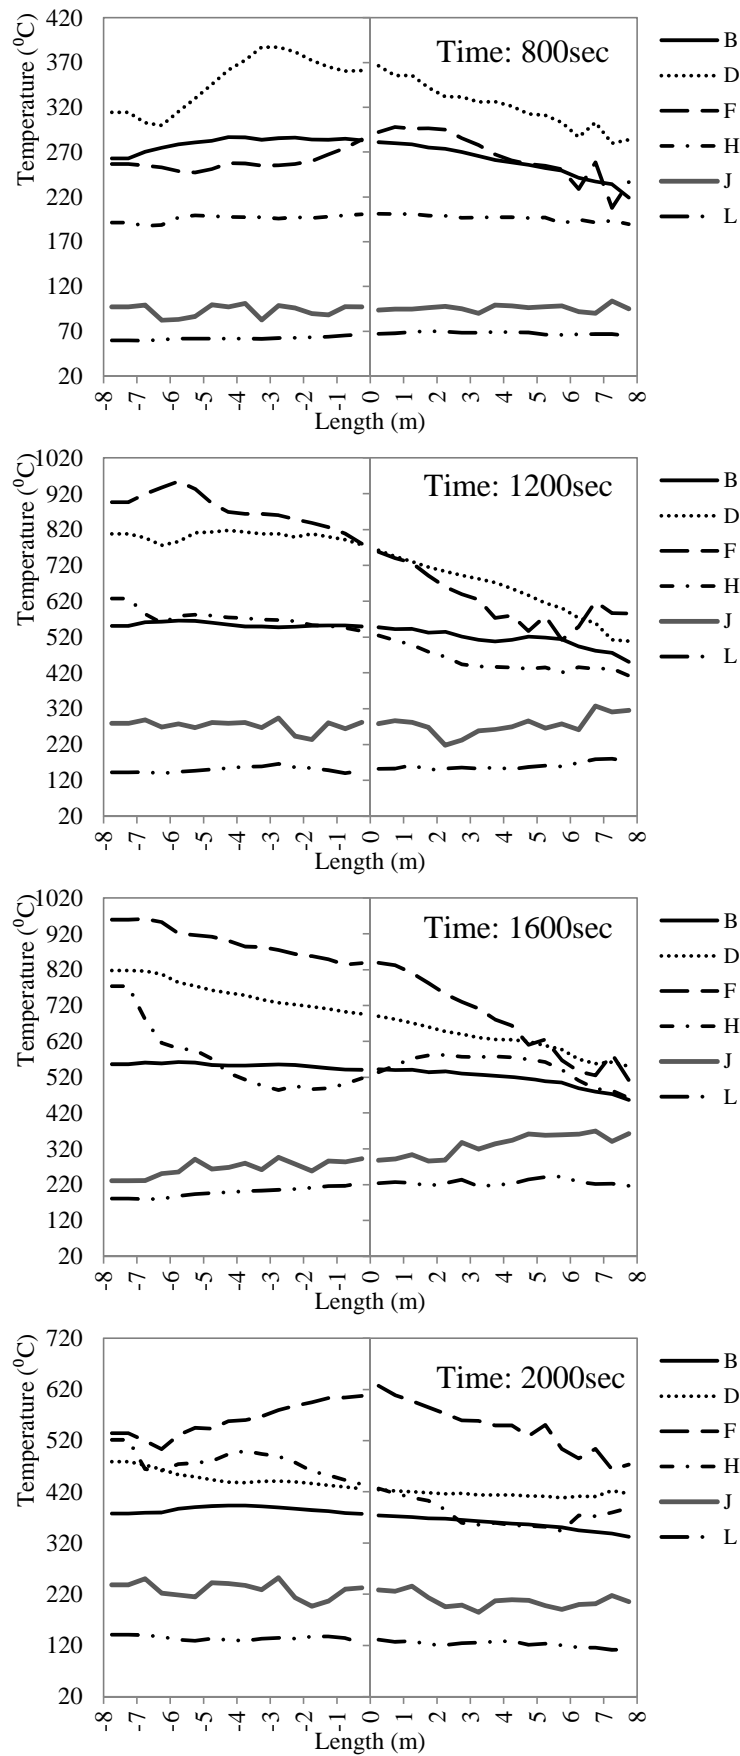 420
370
320
270
220
170
120
70
20
Temperature (⁰C)
Time: 800sec
-8 -7 -6 -5 -4 -3 -2 -1 0 1 2 3 4 5 6 7 8
Length (m)
B
D
F
H
J
L
1020
920
820
720
620
520
420
320
220
120
20
Temperature (⁰C)
Time: 1200sec
-8 -7 -6 -5 -4 -3 -2 -1 0 1 2 3 4 5 6 7 8
Length (m)
B
D
F
H
J
L
1020
920
820
720
620
520
420
320
220
120
20
Temperature (⁰C)
Time: 1600sec
-8 -7 -6 -5 -4 -3 -2 -1 0 1 2 3 4 5 6 7 8
Length (m)
B
D
F
H
J
L
720
620
520
420
320
220
120
20
Temperature (⁰C)
Time: 2000sec
-8 -7 -6 -5 -4 -3 -2 -1 0 1 2 3 4 5 6 7 8
Length (m)
B
D
F
H
J
L